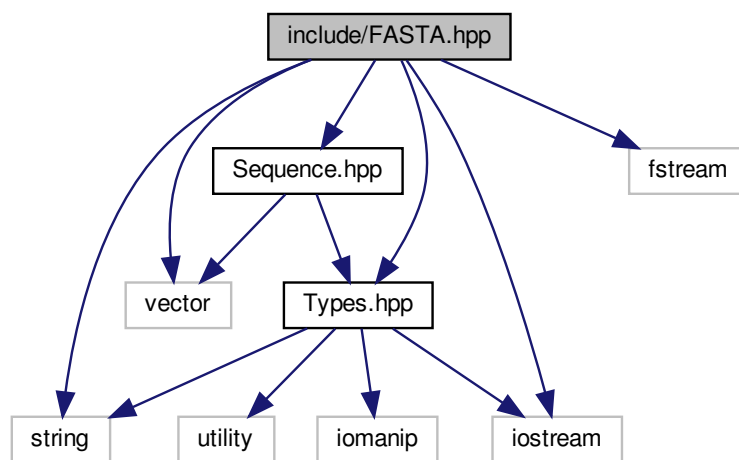 include/FASTA.hpp
Sequence.hpp
fstream
vector
Types.hpp
string
utility
iomanip
iostream